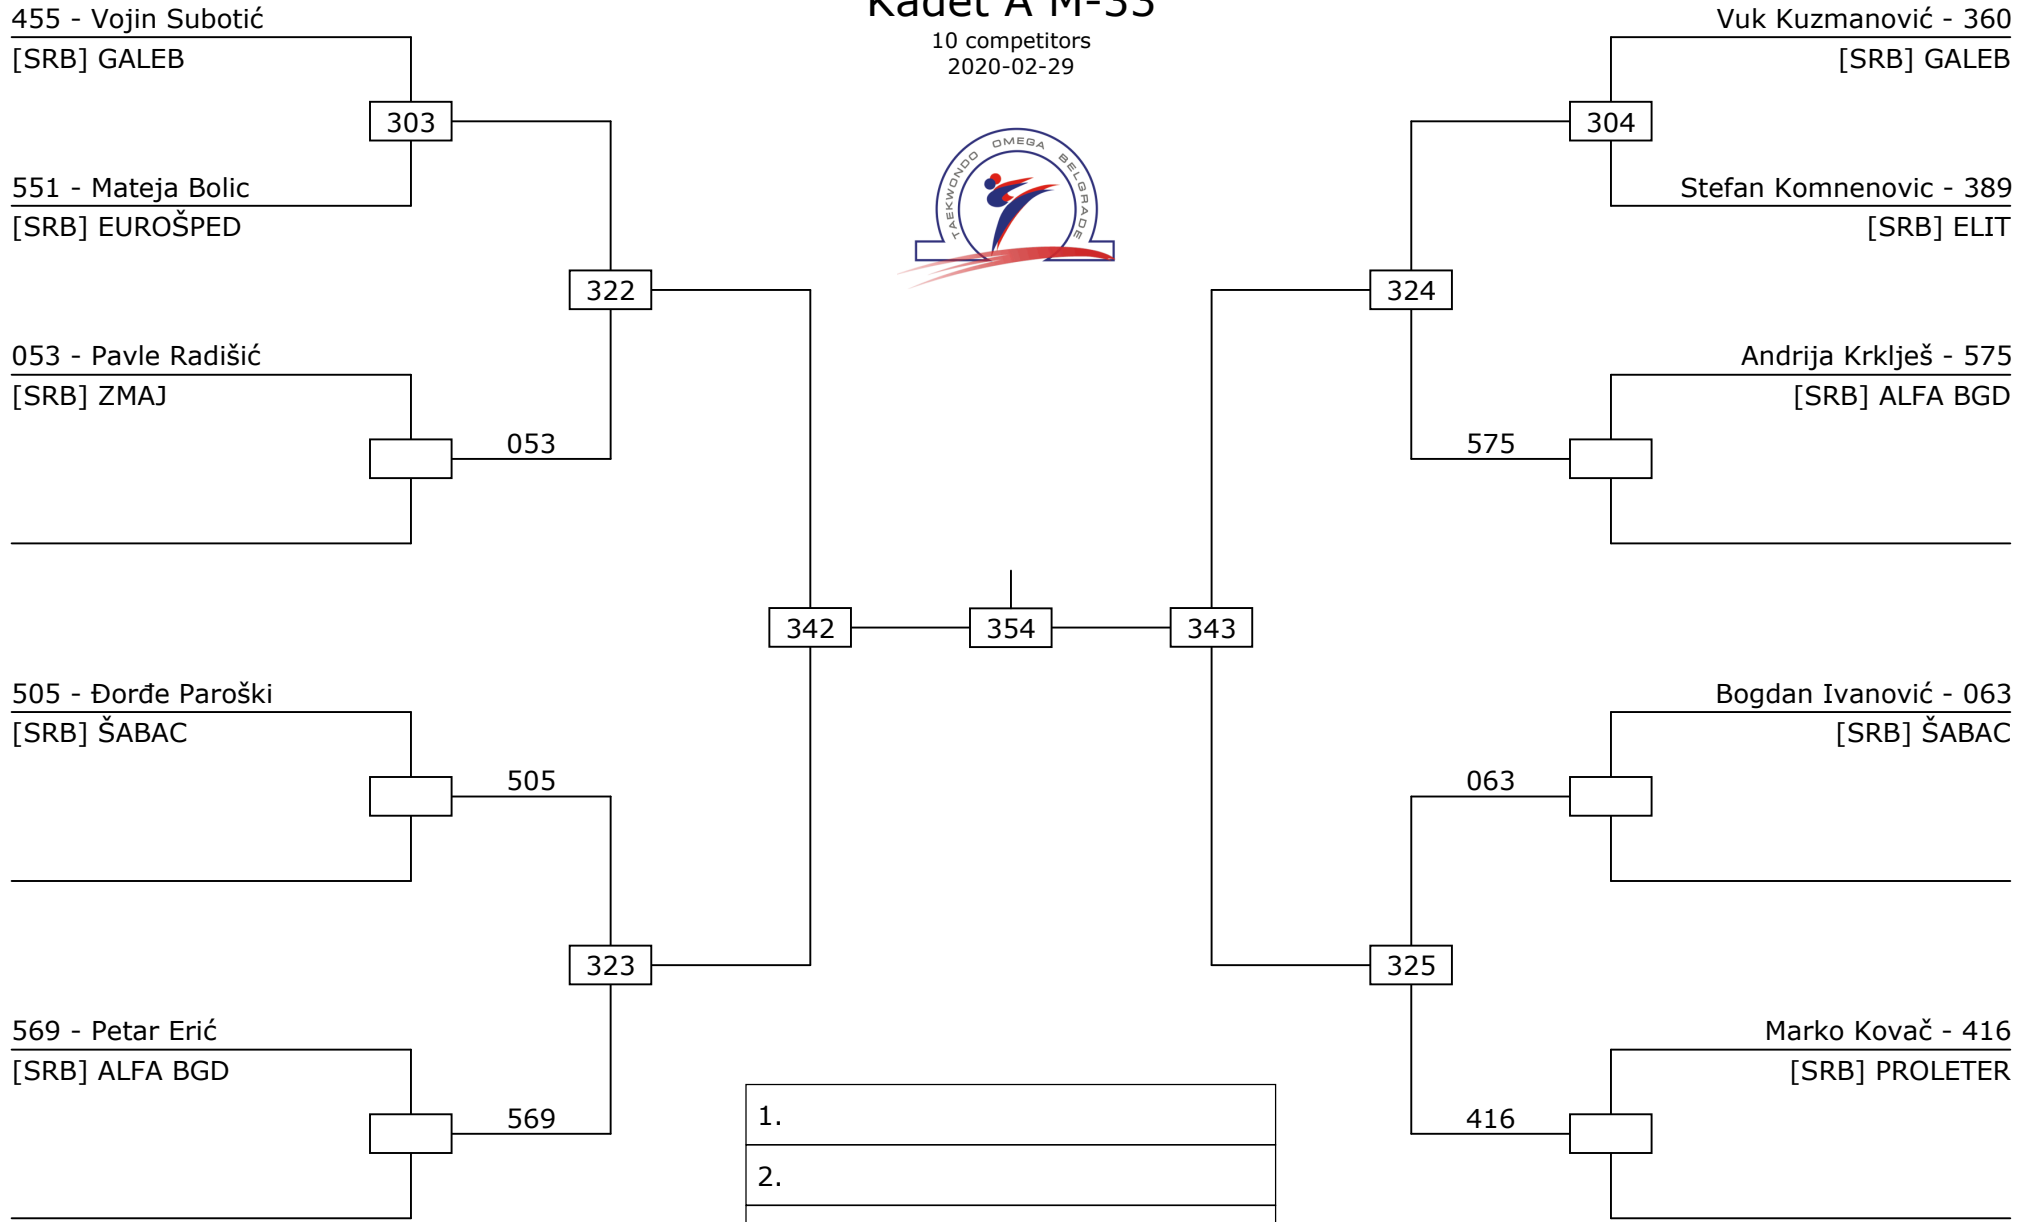 Kadet A M-33
10 competitors
2020-02-29
TAEKWONDO OMEGA BELGRADE
455 - Vojin Subotić
[SRB] GALEB
303
551 - Mateja Bolic
[SRB] EUROŠPED
322
053 - Pavle Radišić
[SRB] ZMAJ
053
342
505 - Đorđe Paroški
[SRB] ŠABAC
505
323
569 - Petar Erić
[SRB] ALFA BGD
569
354
Vuk Kuzmanović - 360
[SRB] GALEB
304
Stefan Komnenovic - 389
[SRB] ELIT
324
Andrija Krklješ - 575
[SRB] ALFA BGD
575
343
Bogdan Ivanović - 063
[SRB] ŠABAC
063
325
Marko Kovač - 416
[SRB] PROLETER
416
1.
2.